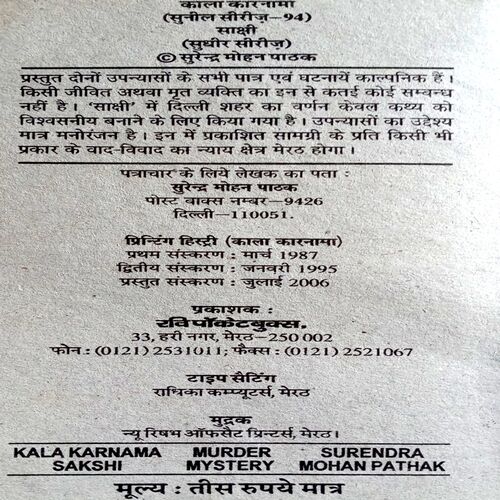 काला कारनामा
(सुनील सीरीज़–94)
साक्षी
(सुधीर सीरीज़)
© सुरेन्द्र मोहन पाठक
प्रस्तुत दोनों उपन्यासों के सभी पात्र एवं घटनायें काल्पनिक हैं।
किसी जीवित अथवा मृत व्यक्ति का इन से कतई कोई सम्बन्ध
नहीं है। ‘साक्षी’ में दिल्ली शहर का वर्णन केवल कथ्य को
विश्वसनीय बनाने के लिए किया गया है। उपन्यासों का उद्देश्य
मात्र मनोरंजन है। इन में प्रकाशित सामग्री के प्रति किसी भी
प्रकार के वाद-विवाद का न्याय क्षेत्र मेरठ होगा।
पत्राचार के लिये लेखक का पता :
सुरेन्द्र मोहन पाठक
पोस्ट बाक्स नम्बर–9426
दिल्ली–110051.
प्रिन्टिंग हिस्ट्री (काला कारनामा)
प्रथम संस्करण : मार्च 1987
द्वितीय संस्करण : जनवरी 1995
प्रस्तुत संस्करण : जुलाई 2006
प्रकाशक :
रवि पॉकेट बुक्स.
33, हरी नगर, मेरठ–250 002
फोन : (0121) 2531011; फैक्स : (0121) 2521067
टाइप सैटिंग
राधिका कम्प्यूटर्स, मेरठ
मुद्रक
न्यू रिषभ ऑफसैट प्रिन्टर्स, मेरठ।
KALA KARNAMA MURDER SURENDRA
SAKSHI MYSTERY MOHAN PATHAK
मूल्य : तीस रुपये मात्र